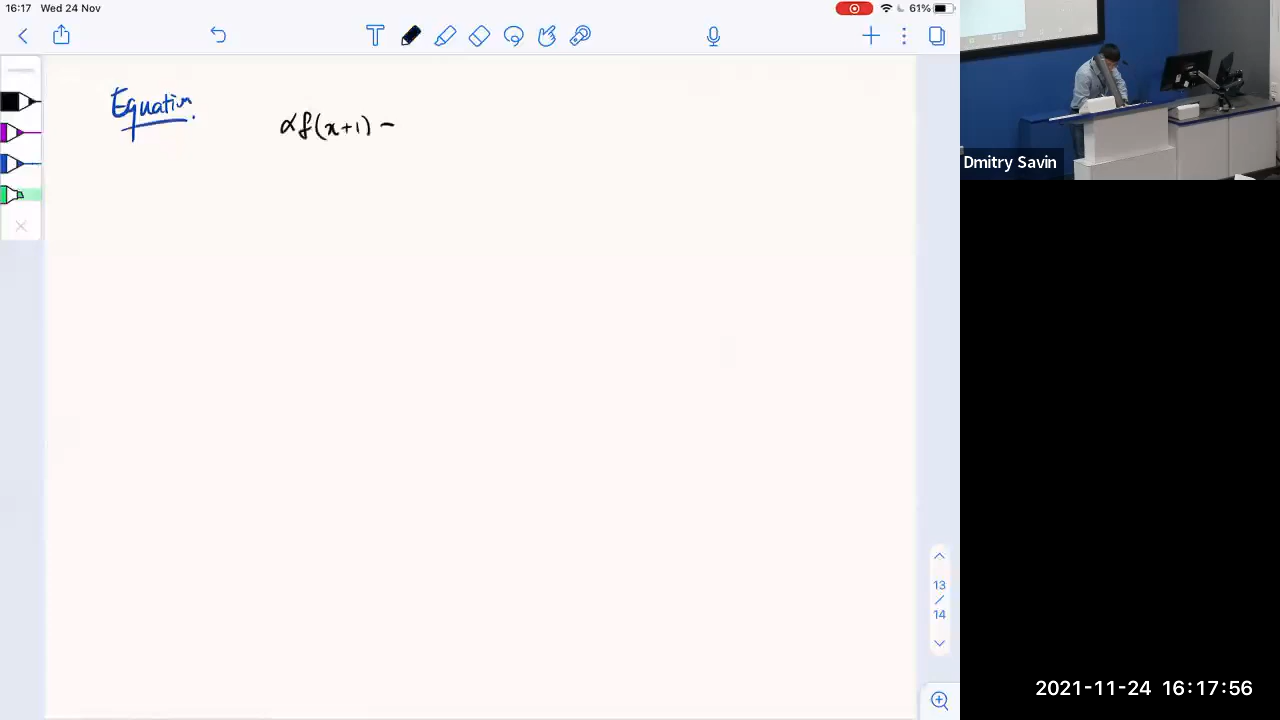 16:17 Wed 24 Nov
61%
Equation.
αf(x+1) -
Dmitry Savin
13
/
14
2021-11-24 16:17:56